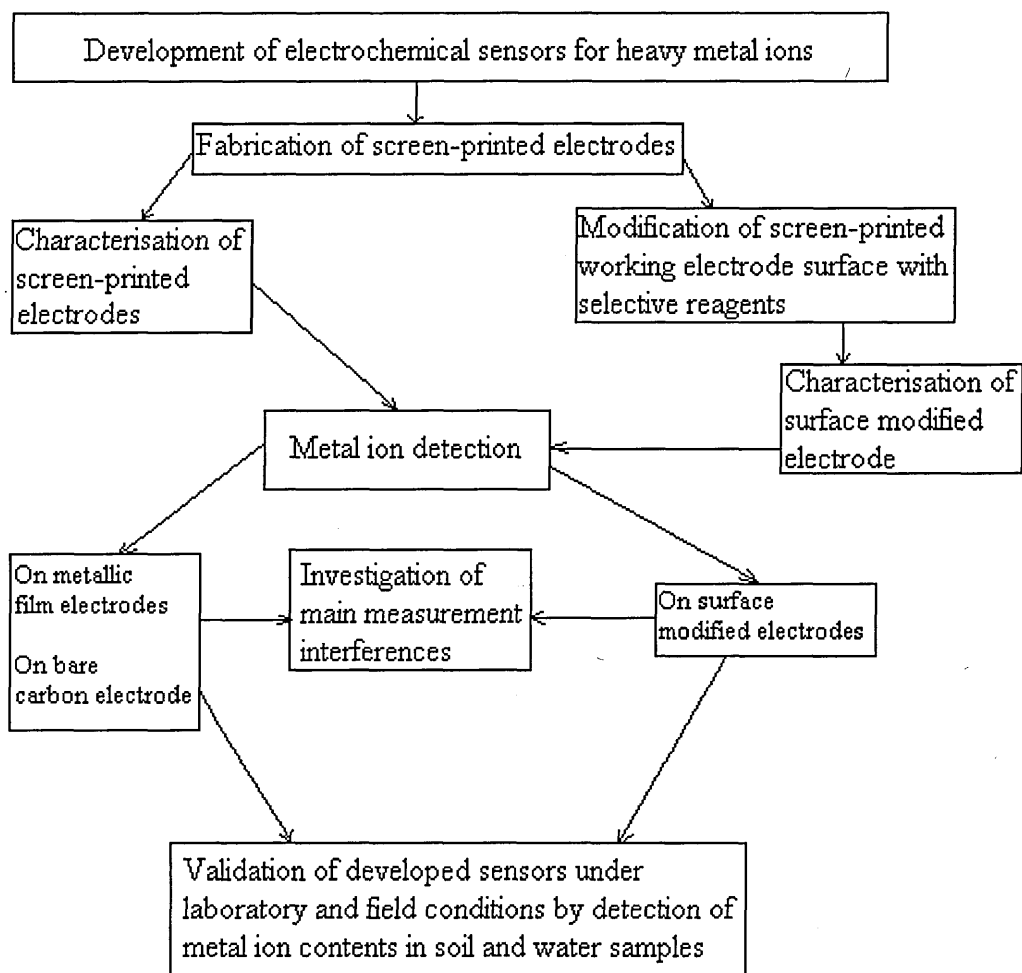 Development of electrochemical sensors for heavy metal ions
Fabrication of screen-printed electrodes
Characterisation of
screen-printed
electrodes
Modification of screen-printed
working electrode surface with
selective reagents
Characterisation of
surface modified
electrode
Metal ion detection
On metallic
film electrodes
On bare
carbon electrode
Investigation of
main measurement
interferences
On surface
modified electrodes
Validation of developed sensors under
laboratory and field conditions by detection of
metal ion contents in soil and water samples